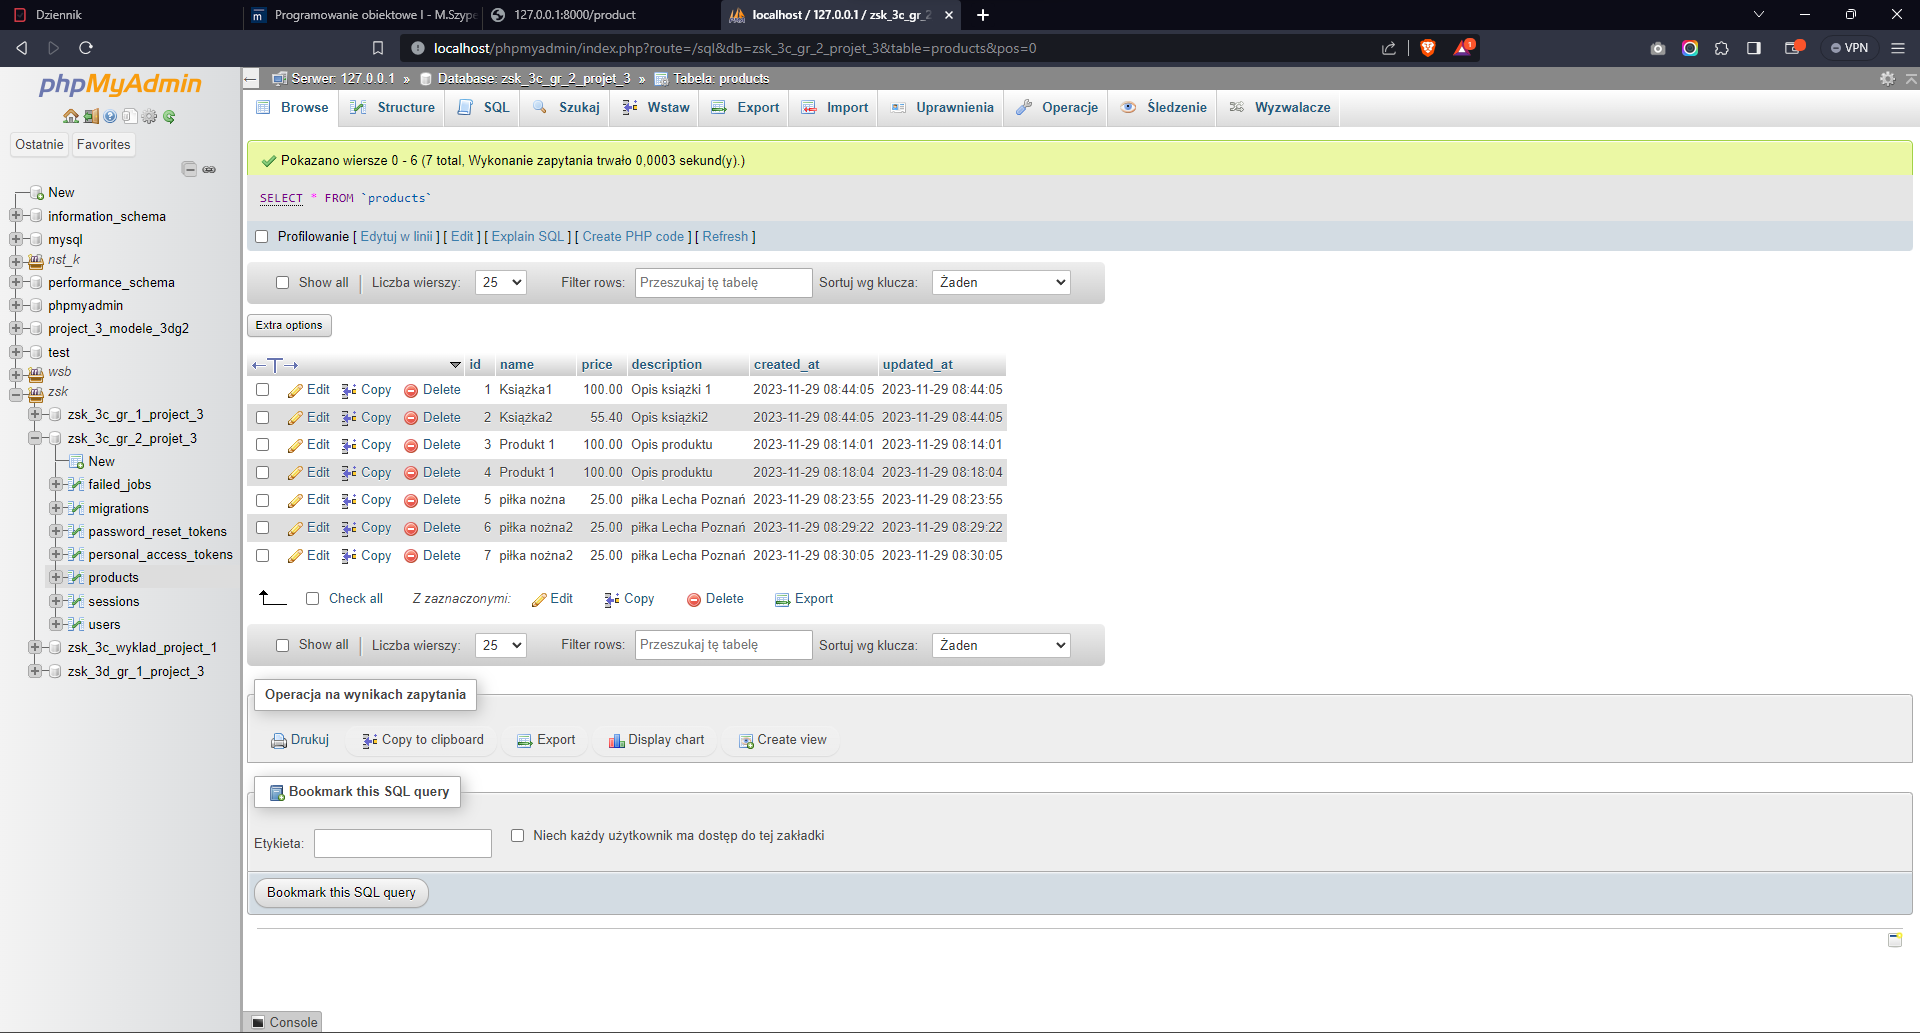 Dziennik
Programowanie obiektowe I - M.Szype
127.0.0.1:8000/product
localhost / 127.0.0.1 / zsk_3c_gr_2
localhost/phpmyadmin/index.php?route=/sql&db=zsk_3c_gr_2_projet_3&table=products&pos=0
1
VPN
phpMyAdmin
Ostatnie Favorites
New
information_schema
mysql
nst_k
performance_schema
phpmyadmin
project_3_modele_3dg2
test
wsb
zsk
zsk_3c_gr_1_project_3
zsk_3c_gr_2_projet_3
New
failed_jobs
migrations
password_reset_tokens
personal_access_tokens
products
sessions
users
zsk_3c_wyklad_project_1
zsk_3d_gr_1_project_3
Serwer: 127.0.0.1 » Database: zsk_3c_gr_2_projet_3 » Tabela: products
Browse Structure SQL Szukaj Wstaw Export Import Uprawnienia Operacje Śledzenie Wyzwalacze
Pokazano wiersze 0 - 6 (7 total, Wykonanie zapytania trwało 0,0003 sekund(y).)
SELECT * FROM `products`
Profilowanie [ Edytuj w linii ] [ Edit ] [ Explain SQL ] [ Create PHP code ] [ Refresh ]
Show all Liczba wierszy: 25 Filter rows: Przeszukaj tę tabelę Sortuj wg klucza: Żaden
Extra options
id name price description created_at updated_at
Edit Copy Delete 1 Książka1 100.00 Opis książki 1 2023-11-29 08:44:05 2023-11-29 08:44:05
Edit Copy Delete 2 Książka2 55.40 Opis książki2 2023-11-29 08:44:05 2023-11-29 08:44:05
Edit Copy Delete 3 Produkt 1 100.00 Opis produktu 2023-11-29 08:14:01 2023-11-29 08:14:01
Edit Copy Delete 4 Produkt 1 100.00 Opis produktu 2023-11-29 08:18:04 2023-11-29 08:18:04
Edit Copy Delete 5 piłka nożna 25.00 piłka Lecha Poznań 2023-11-29 08:23:55 2023-11-29 08:23:55
Edit Copy Delete 6 piłka nożna2 25.00 piłka Lecha Poznań 2023-11-29 08:29:22 2023-11-29 08:29:22
Edit Copy Delete 7 piłka nożna2 25.00 piłka Lecha Poznań 2023-11-29 08:30:05 2023-11-29 08:30:05
Check all Z zaznaczonymi: Edit Copy Delete Export
Show all Liczba wierszy: 25 Filter rows: Przeszukaj tę tabelę Sortuj wg klucza: Żaden
Operacja na wynikach zapytania
Drukuj Copy to clipboard Export Display chart Create view
Bookmark this SQL query
Etykieta: Niech każdy użytkownik ma dostęp do tej zakładki
Bookmark this SQL query
Console